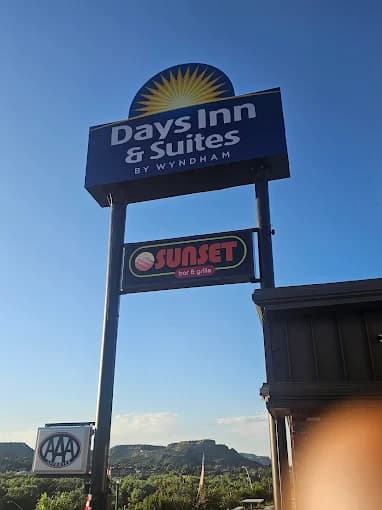 Days Inn
& Suites
BY WYNDHAM
SUNSET
bar & grille
AAA